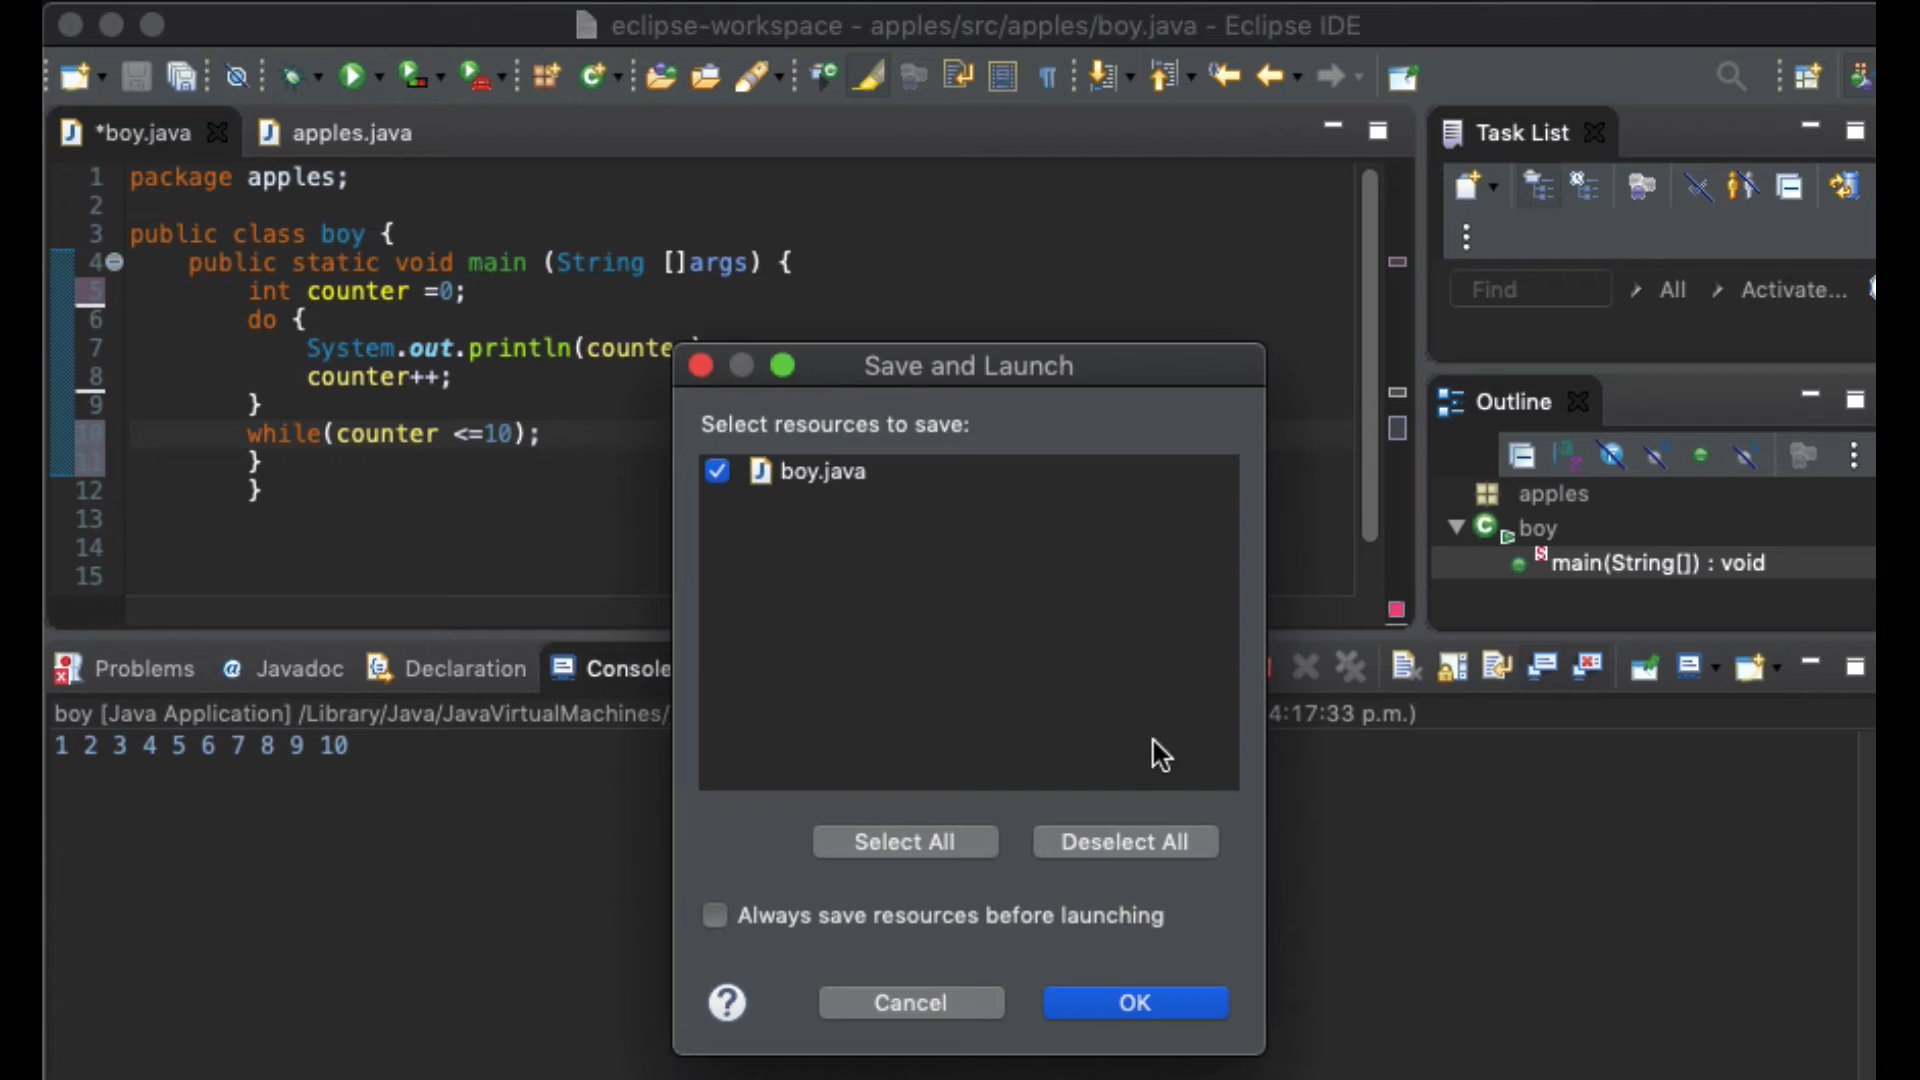 eclipse-workspace - apples/src/apples/boy.java - Eclipse IDE
*boy.java
apples.java
Task List
1 package apples;
2
3 public class boy {
4 public static void main (String []args) {
5 int counter =0;
6 do {
7 System.out.println(counte
8 counter++;
9 }
10 while(counter <=10);
11 }
12 }
13
14
15
Find
All
Activate...
Outline
apples
boy
main(String[]) : void
Save and Launch
Select resources to save:
boy.java
Select All
Deselect All
Always save resources before launching
?
Cancel
OK
Problems
@ Javadoc
Declaration
Console
boy [Java Application] /Library/Java/JavaVirtualMachines/
4:17:33 p.m.)
1 2 3 4 5 6 7 8 9 10